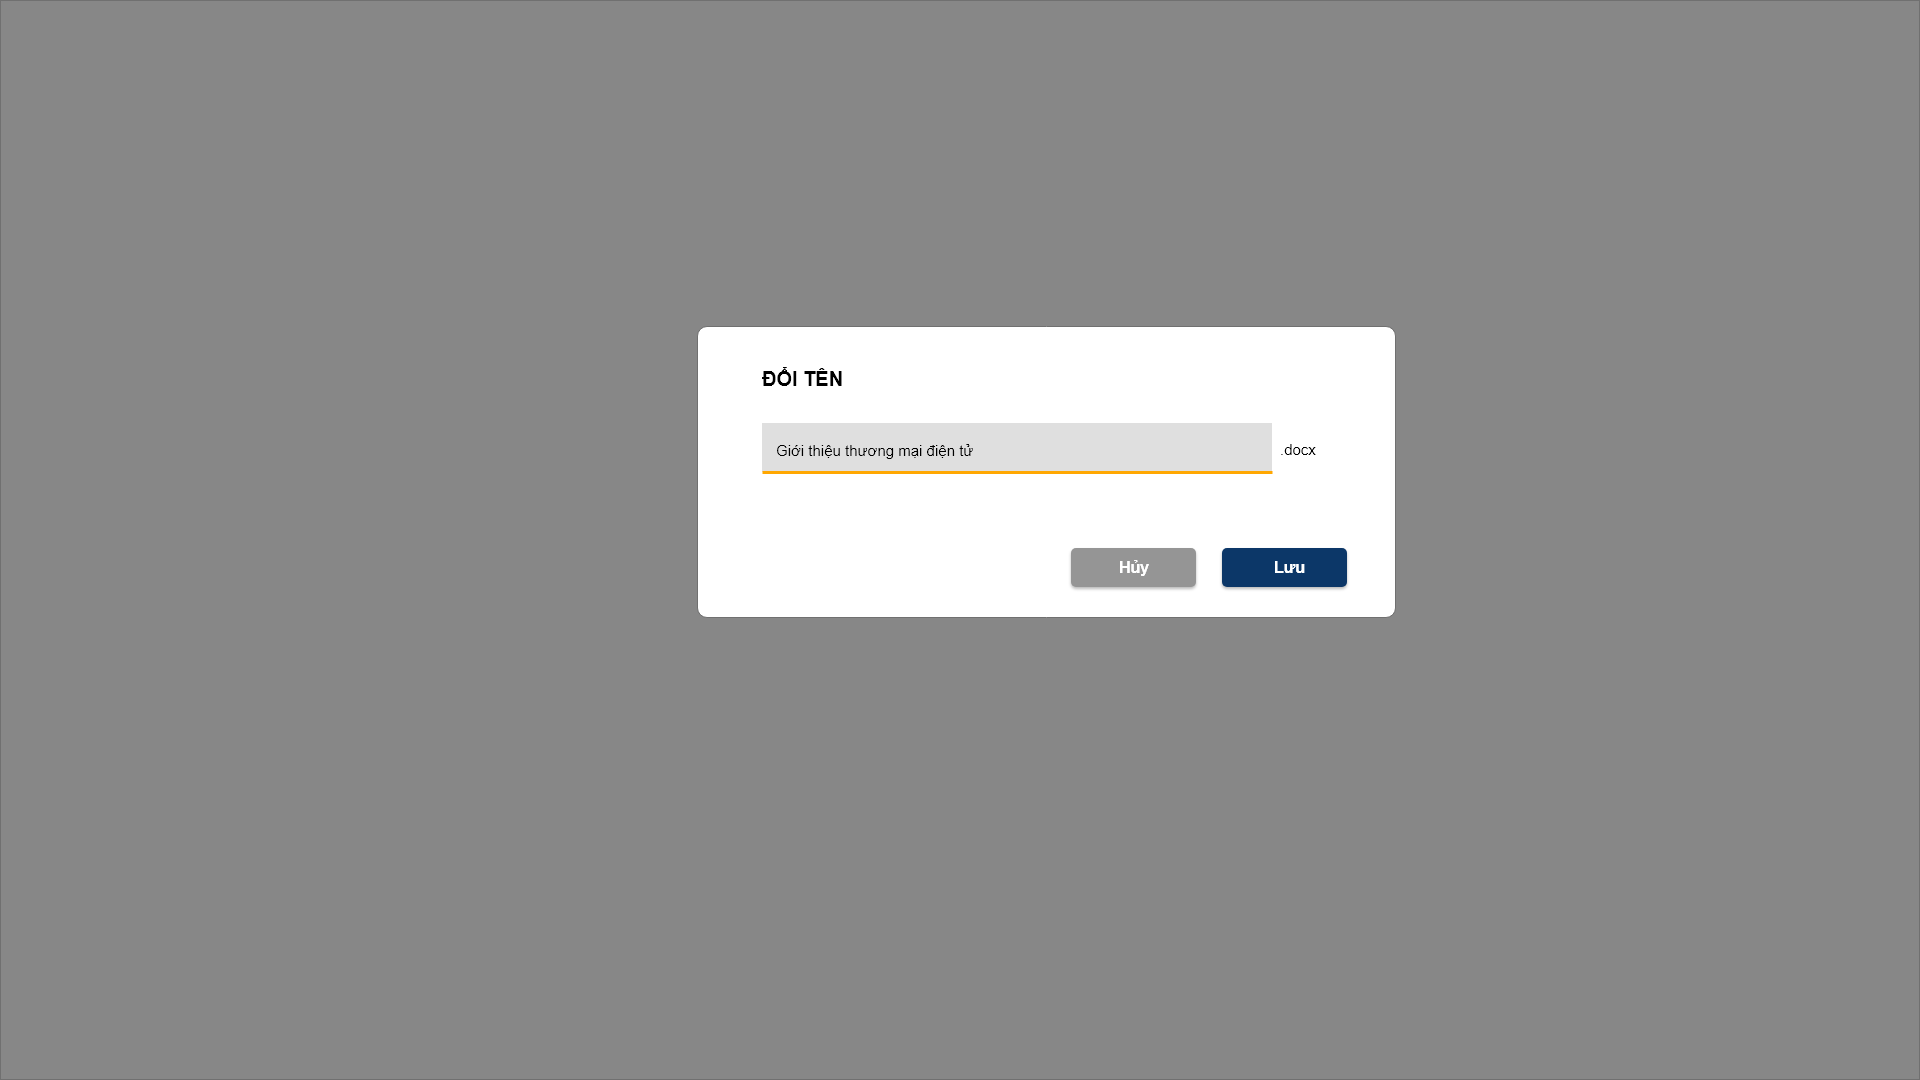 ĐỔI TÊN
Giới thiệu thương mại điện tử
.docx
Hủy
Lưu